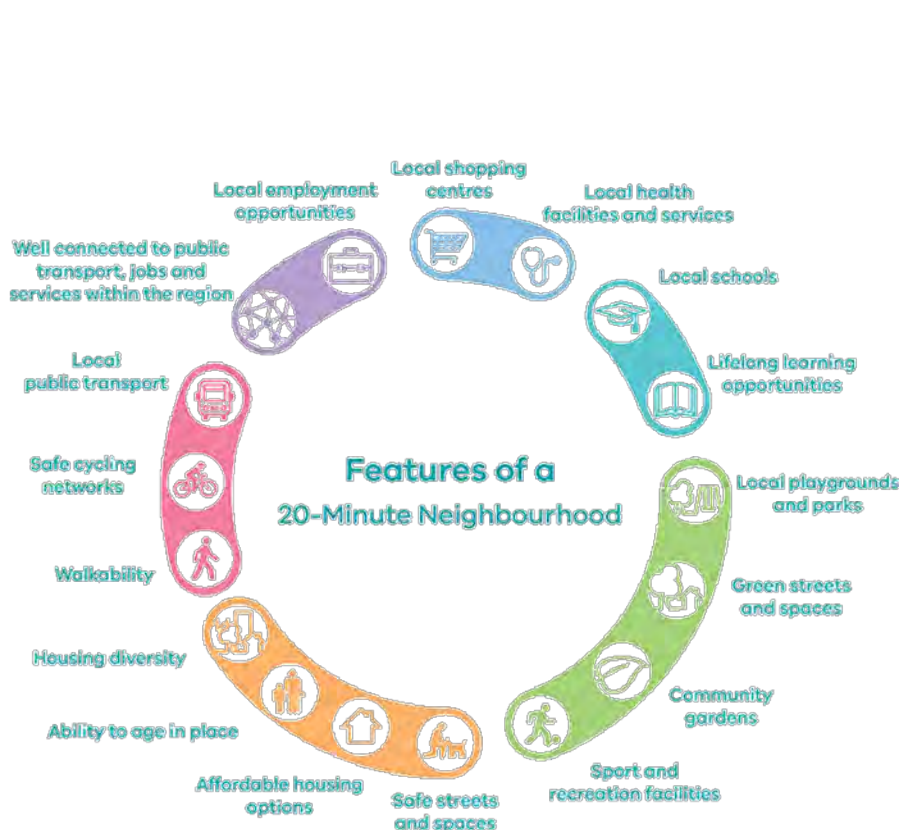 Features of a
20-Minute Neighbourhood
Local shopping
centres
Local health
facilities and services
Local schools
Lifelong learning
opportunities
Local playgrounds
and parks
Green streets
and spaces
Community
gardens
Sport and
recreation facilities
Safe streets
and spaces
Affordable housing
options
Ability to age in place
Housing diversity
Walkability
Safe cycling
networks
Local
public transport
Well connected to public
transport, jobs and
services within the region
Local employment
opportunities